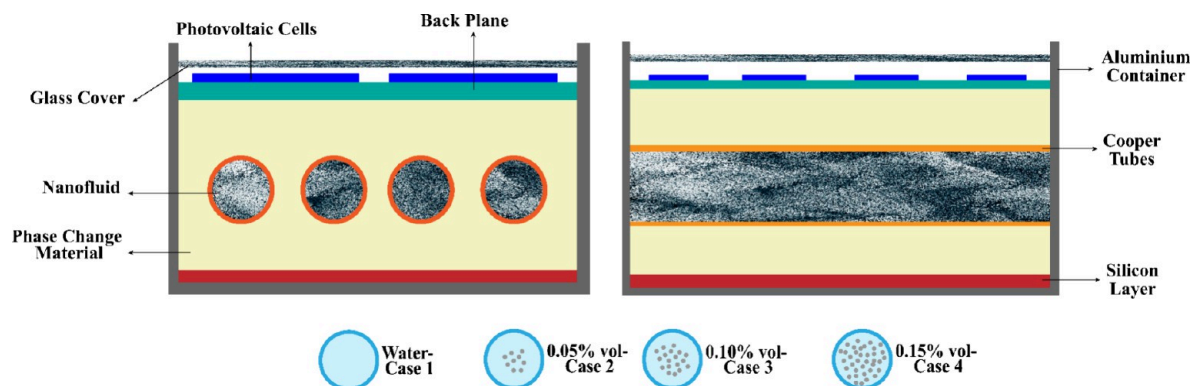 Photovoltaic Cells
Back Plane
Glass Cover
Nanofluid
Phase Change
Material
Aluminium
Container
Cooper
Tubes
Silicon
Layer
Water-
Case 1
0.05% vol-
Case 2
0.10% vol-
Case 3
0.15% vol-
Case 4